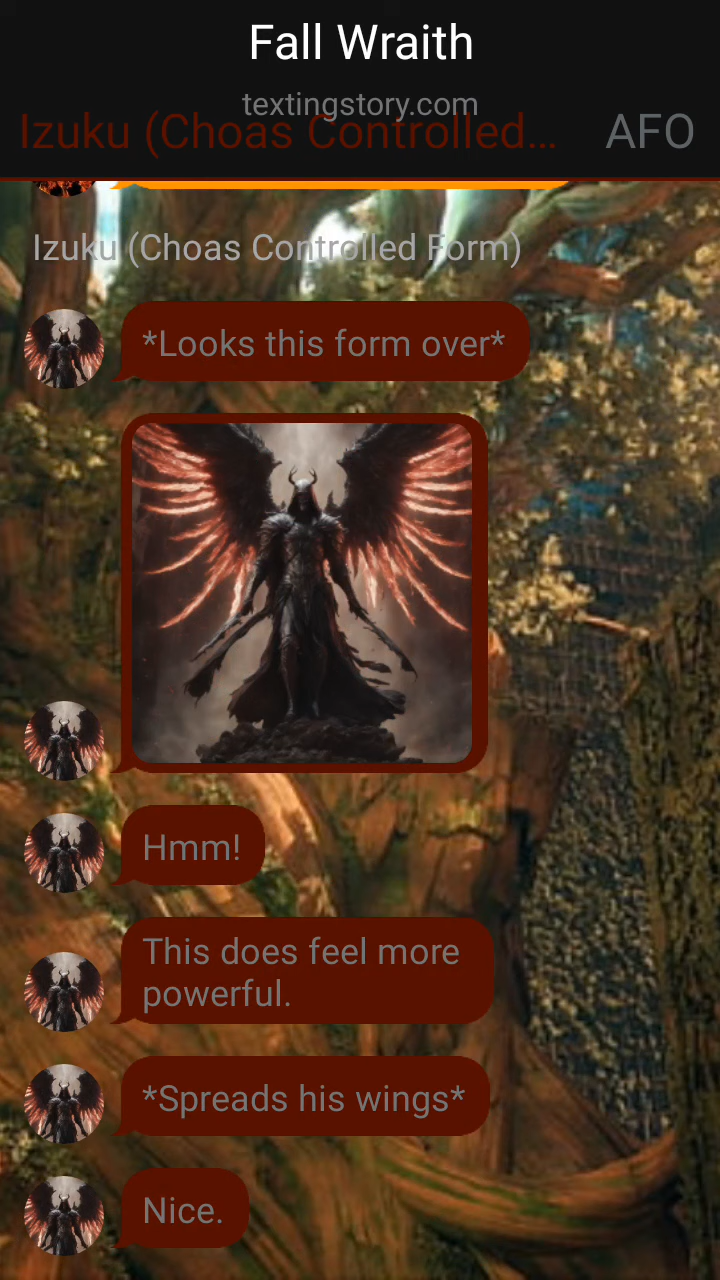 Fall Wraith
textingstory.com
Izuku (Choas Controlled...
AFO
Izuku (Choas Controlled Form)
*Looks this form over*
Hmm!
This does feel more
powerful.
*Spreads his wings*
Nice.